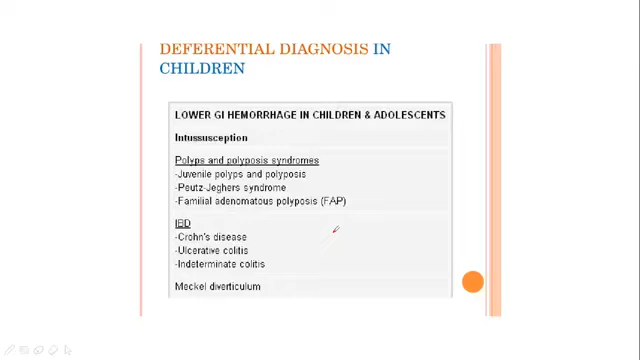 DEFERENTIAL DIAGNOSIS IN
CHILDREN
LOWER GI HEMORRHAGE IN CHILDREN & ADOLESCENTS
Intussusception
Polyps and polyposis syndromes
-Juvenile polyps and polyposis
-Peutz-Jeghers syndrome
-Familial adenomatous polyposis (FAP)
IBD
-Crohn's disease
-Ulcerative colitis
-Indeterminate colitis
Meckel diverticulum